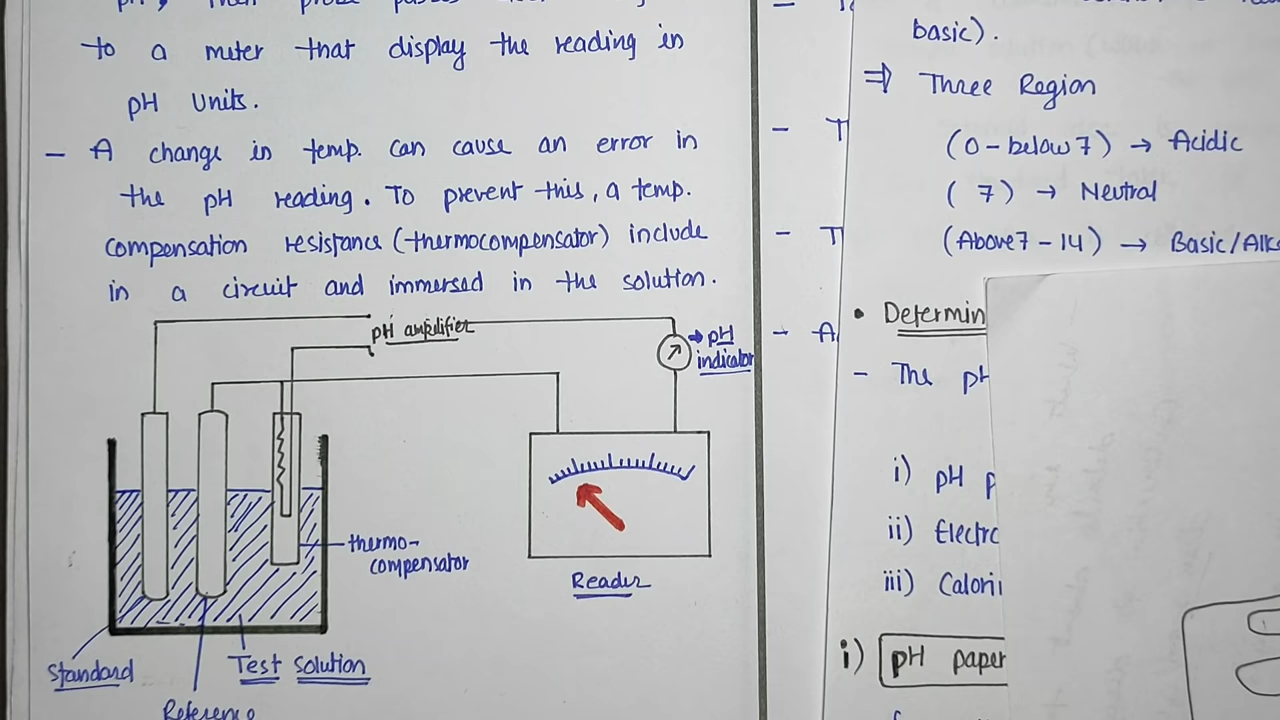 to a meter that display the reading in
pH Units.
- A change in temp. can cause an error in
the pH reading. To prevent this, a temp.
compensation resistance (thermocompensator) include
in a circuit and immersed in the solution.
pH amplifier
→ pH
indicator
thermo-
compensator
Reader
Standard
Test solution
Reference
- T
- T
- A
basic).
⇒ Three Region
(0 - below 7) → Acidic
(7) → Neutral
(Above 7 - 14) → Basic/Alk
• Determin
- The pH
i) pH p
ii) Electro
iii) Calori
i) pH paper